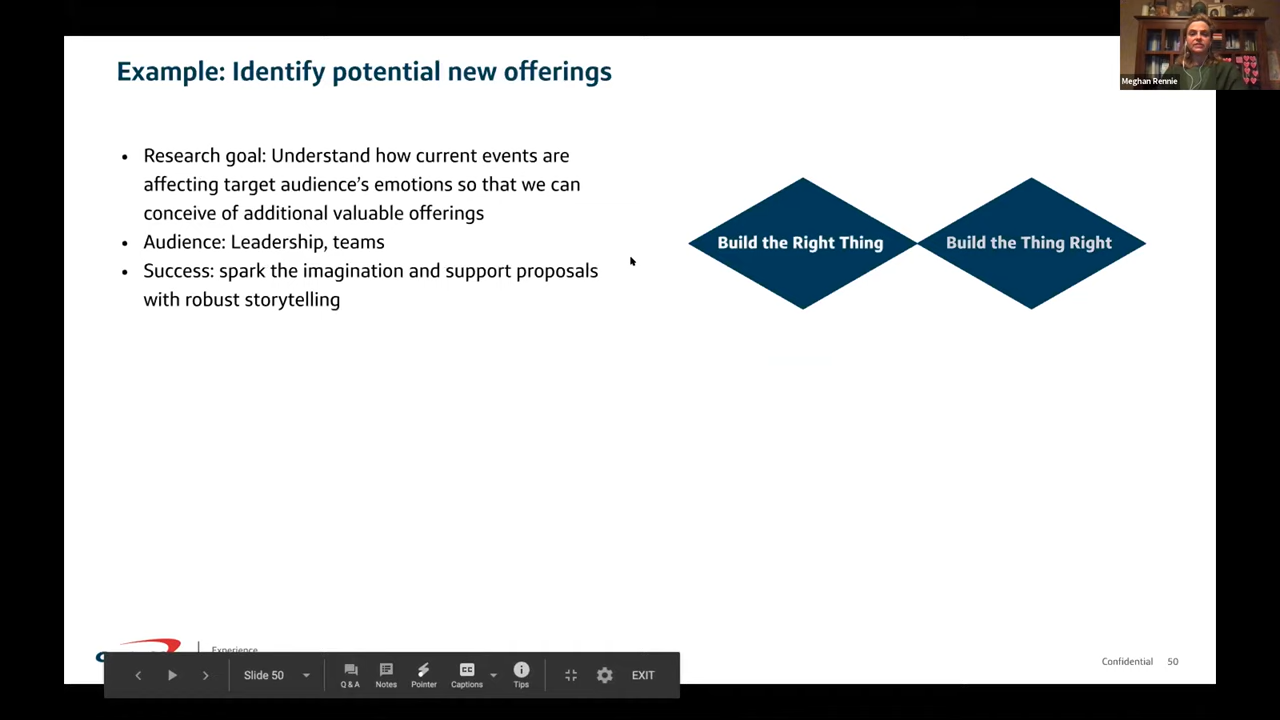 Example: Identify potential new offerings
Meghan Rennie
• Research goal: Understand how current events are
affecting target audience’s emotions so that we can
conceive of additional valuable offerings
• Audience: Leadership, teams
• Success: spark the imagination and support proposals
with robust storytelling
Build the Right Thing
Build the Thing Right
Experience
Confidential 50
Slide 50
Q & A
Notes
Pointer
CC
Captions
Tips
EXIT